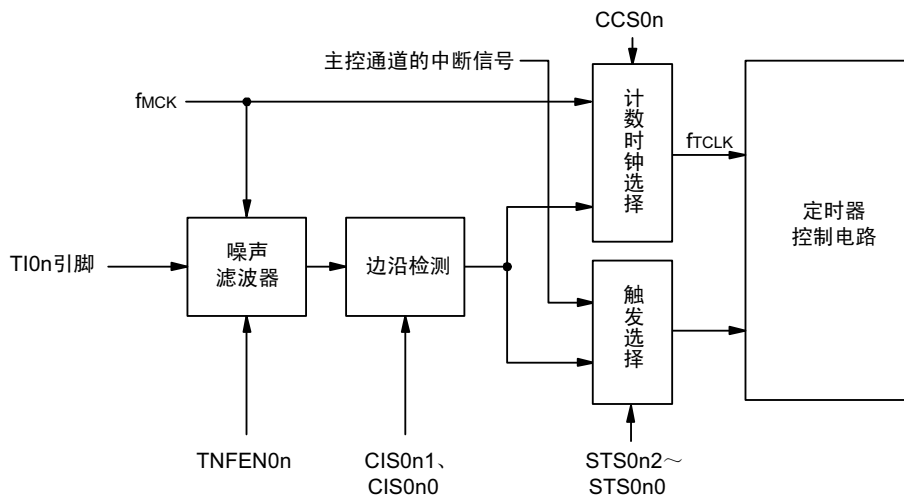 CCS0n
主控通道的中断信号
fMCK
计数时钟选择
fTCLK
定时器
控制电路
噪声
滤波器
边沿检测
TI0n引脚
触发选择
TNFEN0n
CIS0n1、
CIS0n0
STS0n2～
STS0n0